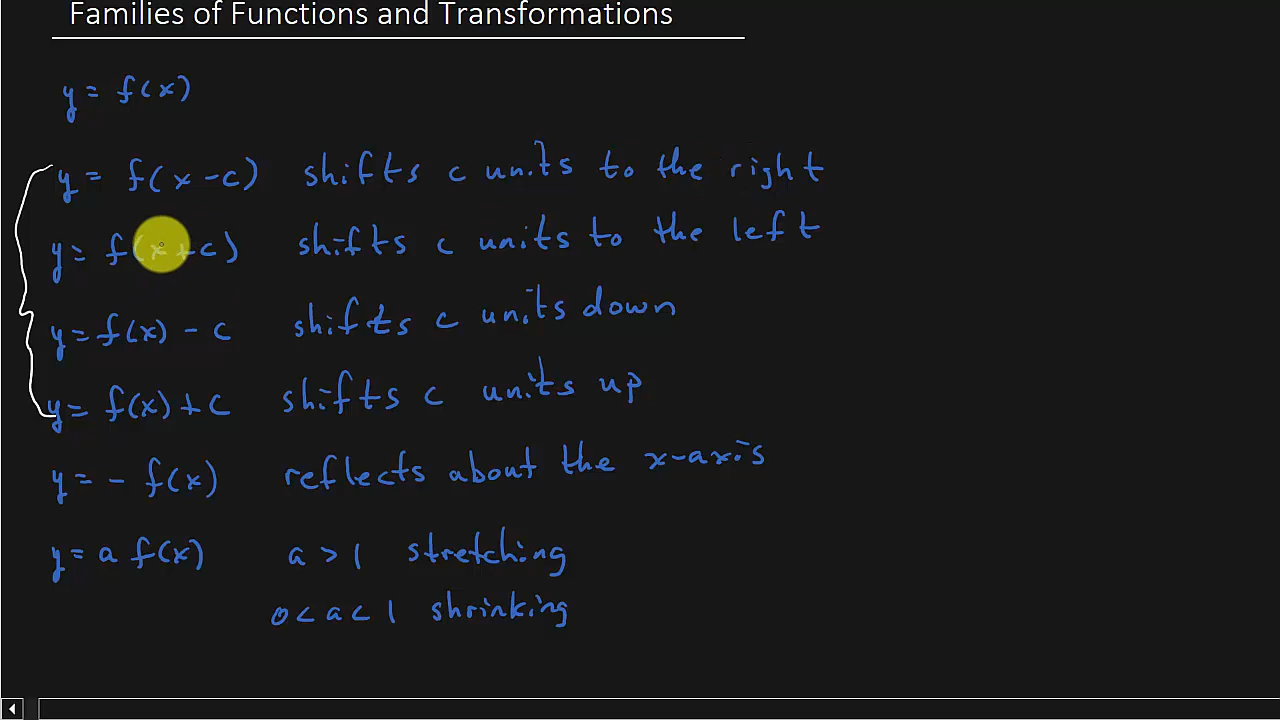 Families of Functions and Transformations
y = f(x)
y = f(x - c) shifts c units to the right
y = f(x + c) shifts c units to the left
y = f(x) - c shifts c units down
y = f(x) + c shifts c units up
y = - f(x) reflects about the x-axis
y = a f(x) a > 1 stretching
0 < a < 1 shrinking